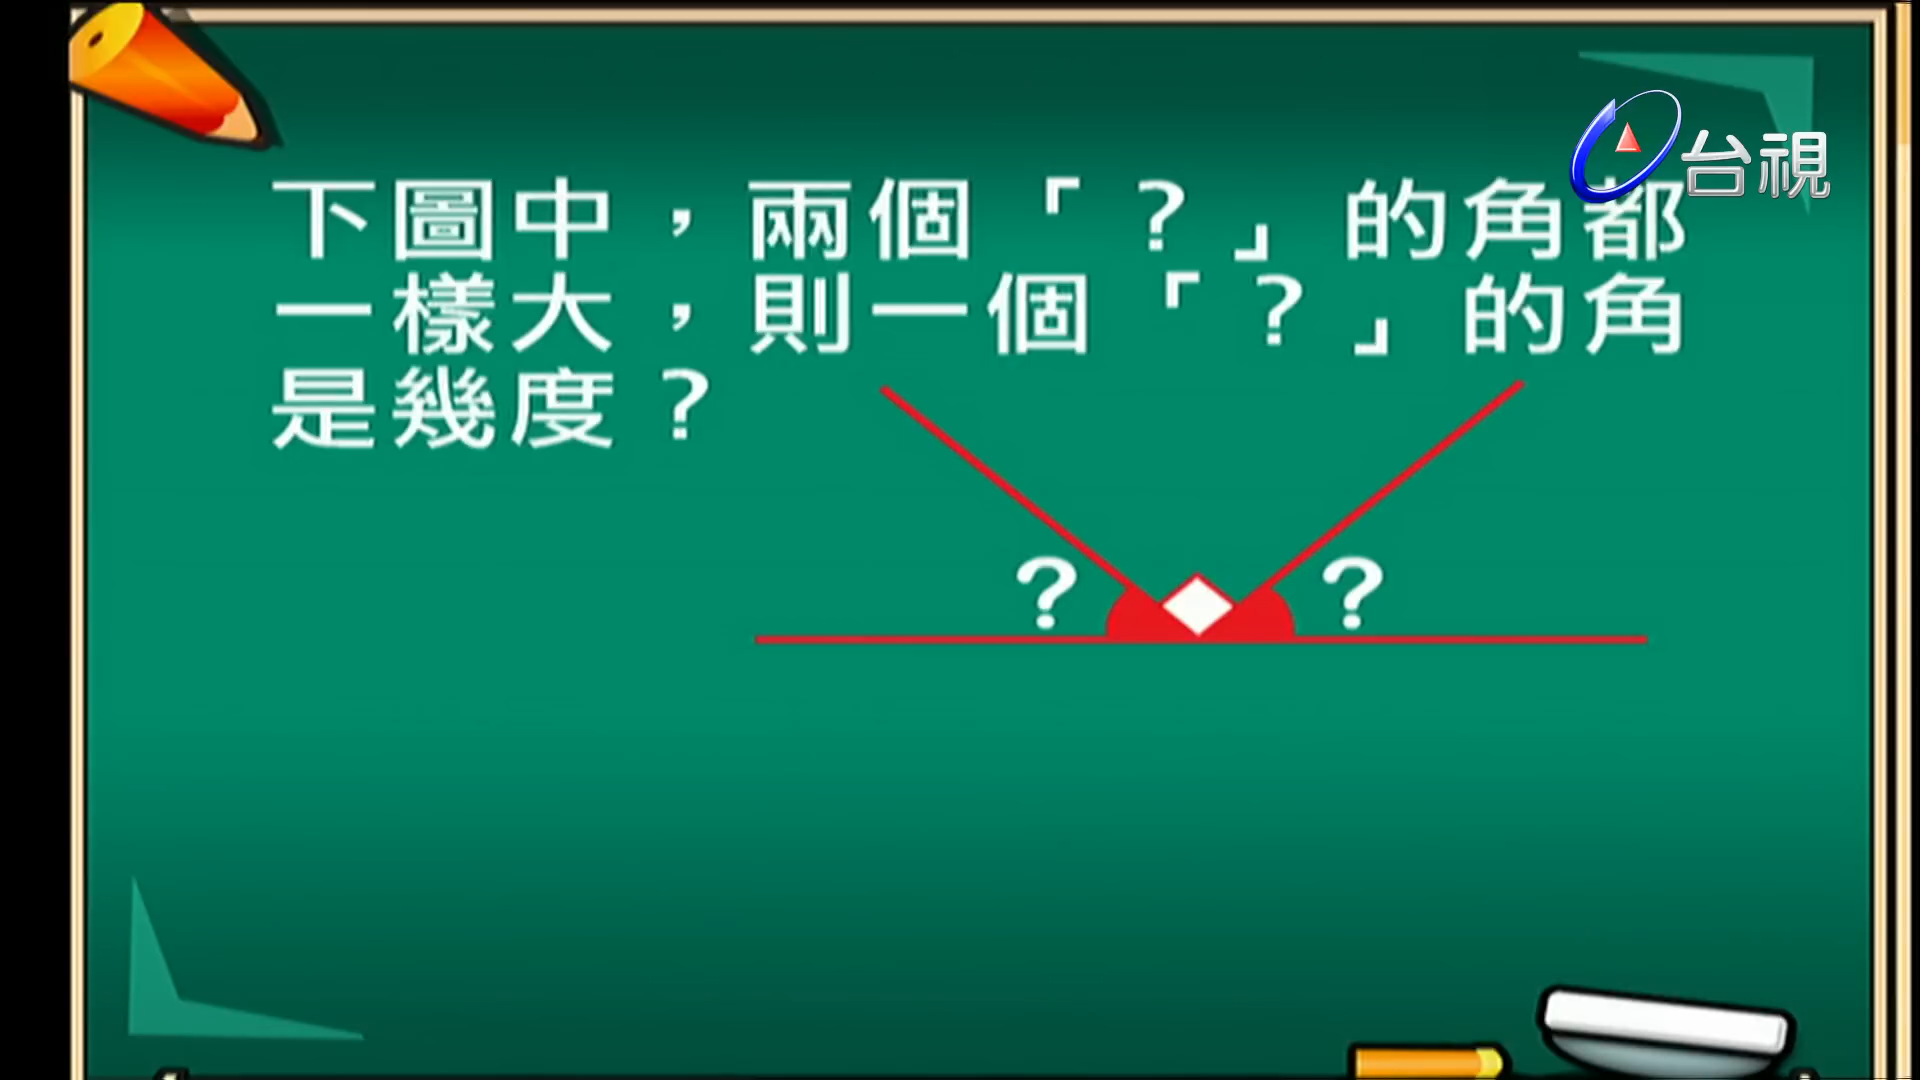 台視
下圖中，兩個「？」的角都
一樣大，則一個「？」的角
是幾度？
？ ？